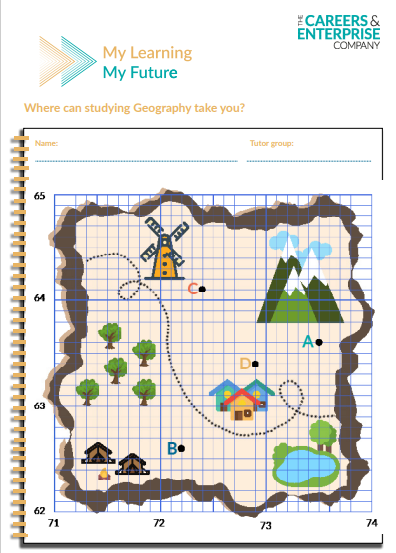 THE CAREERS &
ENTERPRISE
COMPANY
My Learning
My Future
Where can studying Geography take you?
Name:
Tutor group:
65
64
63
62
C
A
D
B
71
72
73
74